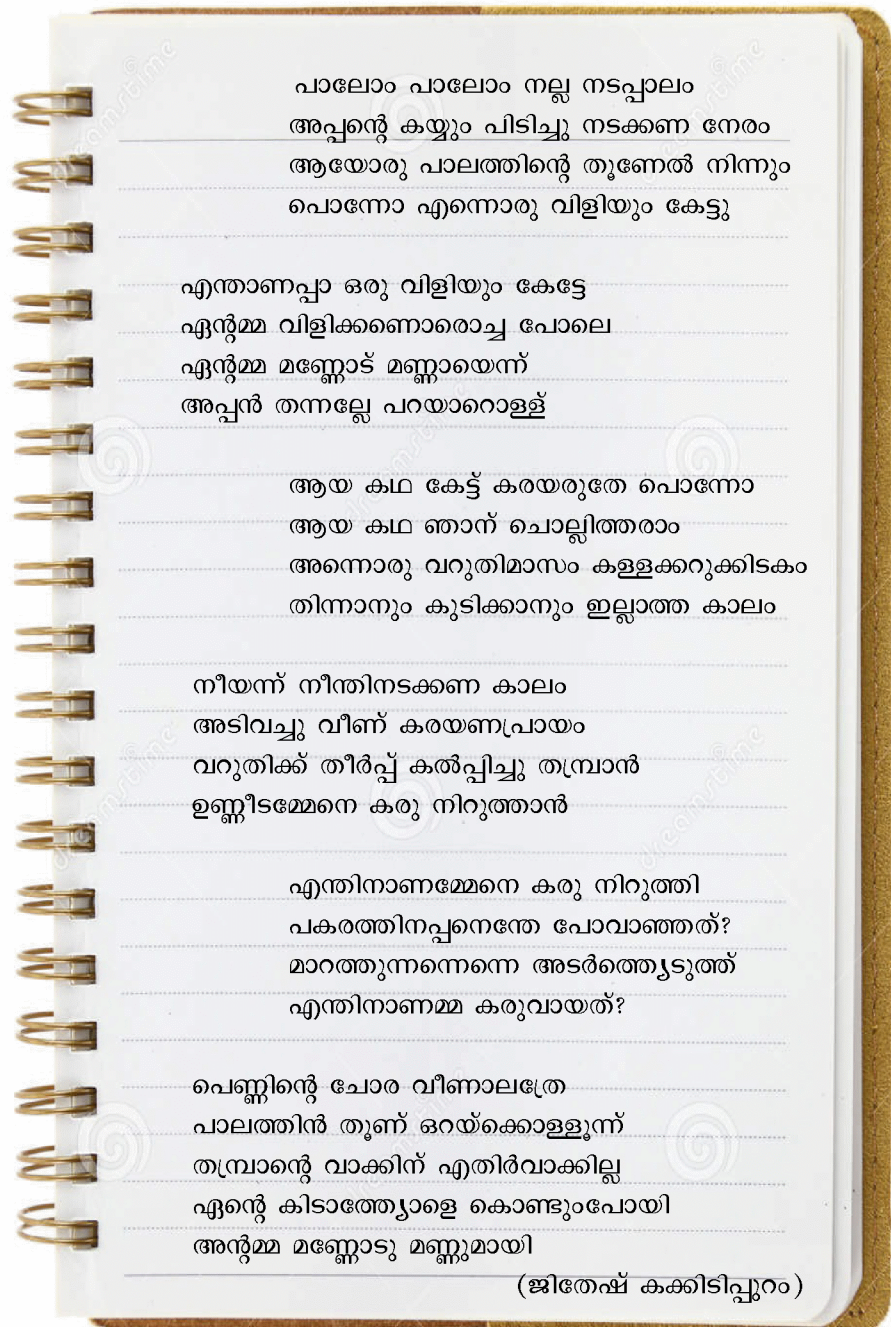 പാലോം പാലോം നല്ല നടപ്പാലം
അപ്പന്റെ കയ്യും പിടിച്ചു നടക്കണ നേരം
ആയോരു പാലത്തിന്റെ തൂണേൽ നിന്നും
പൊന്നോ എന്നൊരു വിളിയും കേട്ടു
എന്താണപ്പാ ഒരു വിളിയും കേട്ടേ
ഏന്റമ്മ വിളിക്കണൊരൊച്ച പോലെ
ഏന്റമ്മ മണ്ണോട് മണ്ണായെന്ന്
അപ്പൻ തന്നല്ലേ പറയാറൊള്ള്
ആയ കഥ കേട്ട് കരയരുതേ പൊന്നോ
ആയ കഥ ഞാന് ചൊല്ലിത്തരാം
അന്നൊരു വറുതിമാസം കള്ളക്കറുക്കിടകം
തിന്നാനും കുടിക്കാനും ഇല്ലാത്ത കാലം
നീയന്ന് നീന്തിനടക്കണ കാലം
അടിവച്ചു വീണ് കരയണപ്രായം
വറുതിക്ക് തീർപ്പ് കൽപ്പിച്ചു തമ്പ്രാൻ
ഉണ്ണീടമ്മേനെ കരു നിറുത്താൻ
എന്തിനാണമ്മേനെ കരു നിറുത്തി
പകരത്തിനപ്പനെന്തേ പോവാഞ്ഞത്?
മാറത്തുന്നന്നെന്നെ അടർത്ത്യെടുത്ത്
എന്തിനാണമ്മ കരുവായത്?
പെണ്ണിന്റെ ചോര വീണാലത്രേ
പാലത്തിൻ തൂണ് ഒറയ്ക്കൊള്ളൂന്ന്
തമ്പ്രാന്റെ വാക്കിന് എതിർവാക്കില്ല
ഏന്റെ കിടാത്ത്യോളെ കൊണ്ടുംപോയി
അന്റമ്മ മണ്ണോടു മണ്ണുമായി
(ജിതേഷ് കക്കിടിപ്പുറം)
dreamstime